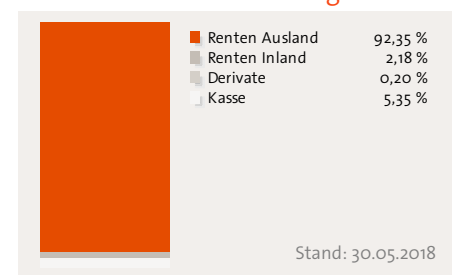 Renten Ausland 92,35 %
Renten Inland 2,18 %
Derivate 0,20 %
Kasse 5,35 %
Stand: 30.05.2018